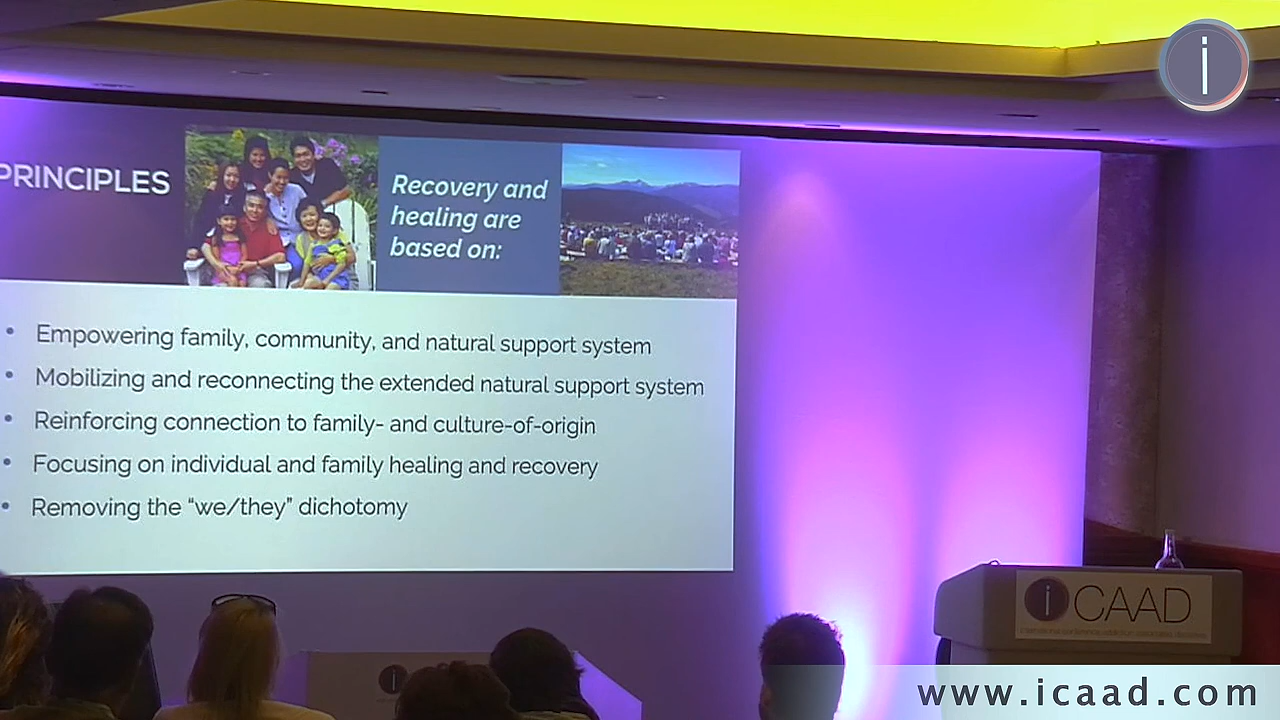 PRINCIPLES
Recovery and
healing are
based on:
• Empowering family, community, and natural support system
• Mobilizing and reconnecting the extended natural support system
• Reinforcing connection to family- and culture-of-origin
• Focusing on individual and family healing and recovery
• Removing the “we/they” dichotomy
i
i CAAD
i
www.icaad.com